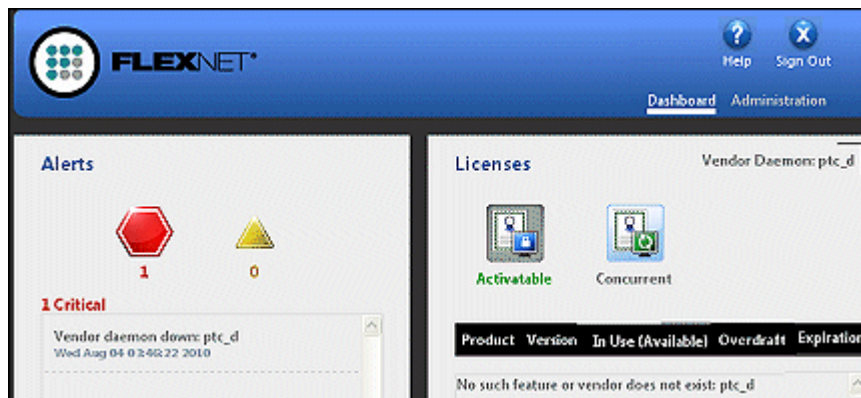 FLEXNET
Help
Sign Out
Dashboard Administration
Alerts
1
0
1 Critical
Vendor daemon down: ptc_d
Wed Aug 04 03:46:22 2010
Licenses
Vendor Daemon: ptc_d
Activatable
Concurrent
Product Version In Use (Available) Overdraft Expiration
No such feature or vendor does not exist: ptc_d